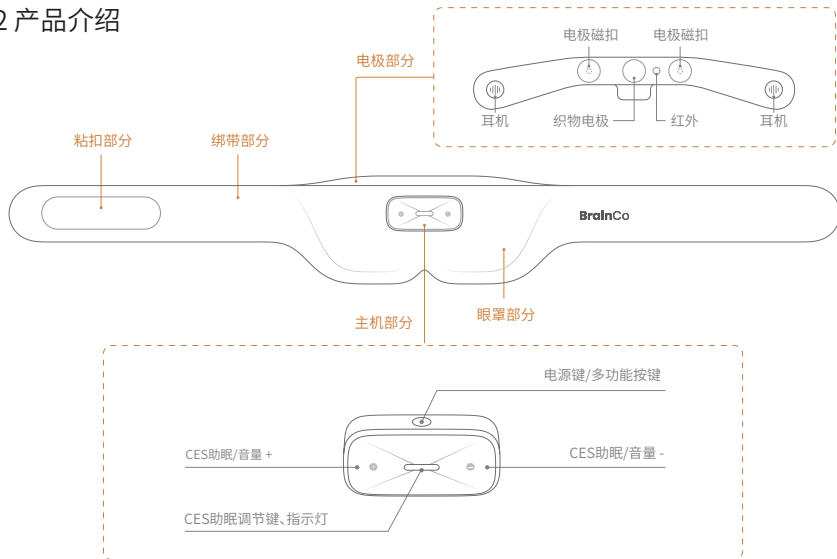 2 产品介绍
电极磁扣
电极磁扣
电极部分
耳机
织物电极
红外
耳机
粘扣部分
绑带部分
BrainCo
主机部分
眼罩部分
电源键/多功能按键
CES助眠/音量 +
CES助眠/音量 -
CES助眠调节键、指示灯